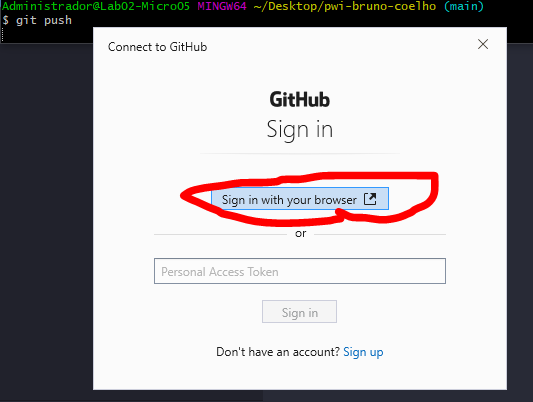 Administrador@Lab02-Micro05 MINGW64 ~/Desktop/pwi-bruno-coelho (main)
$ git push
Connect to GitHub
GitHub
Sign in
Sign in with your browser
or
Personal Access Token
Sign in
Don't have an account? Sign up